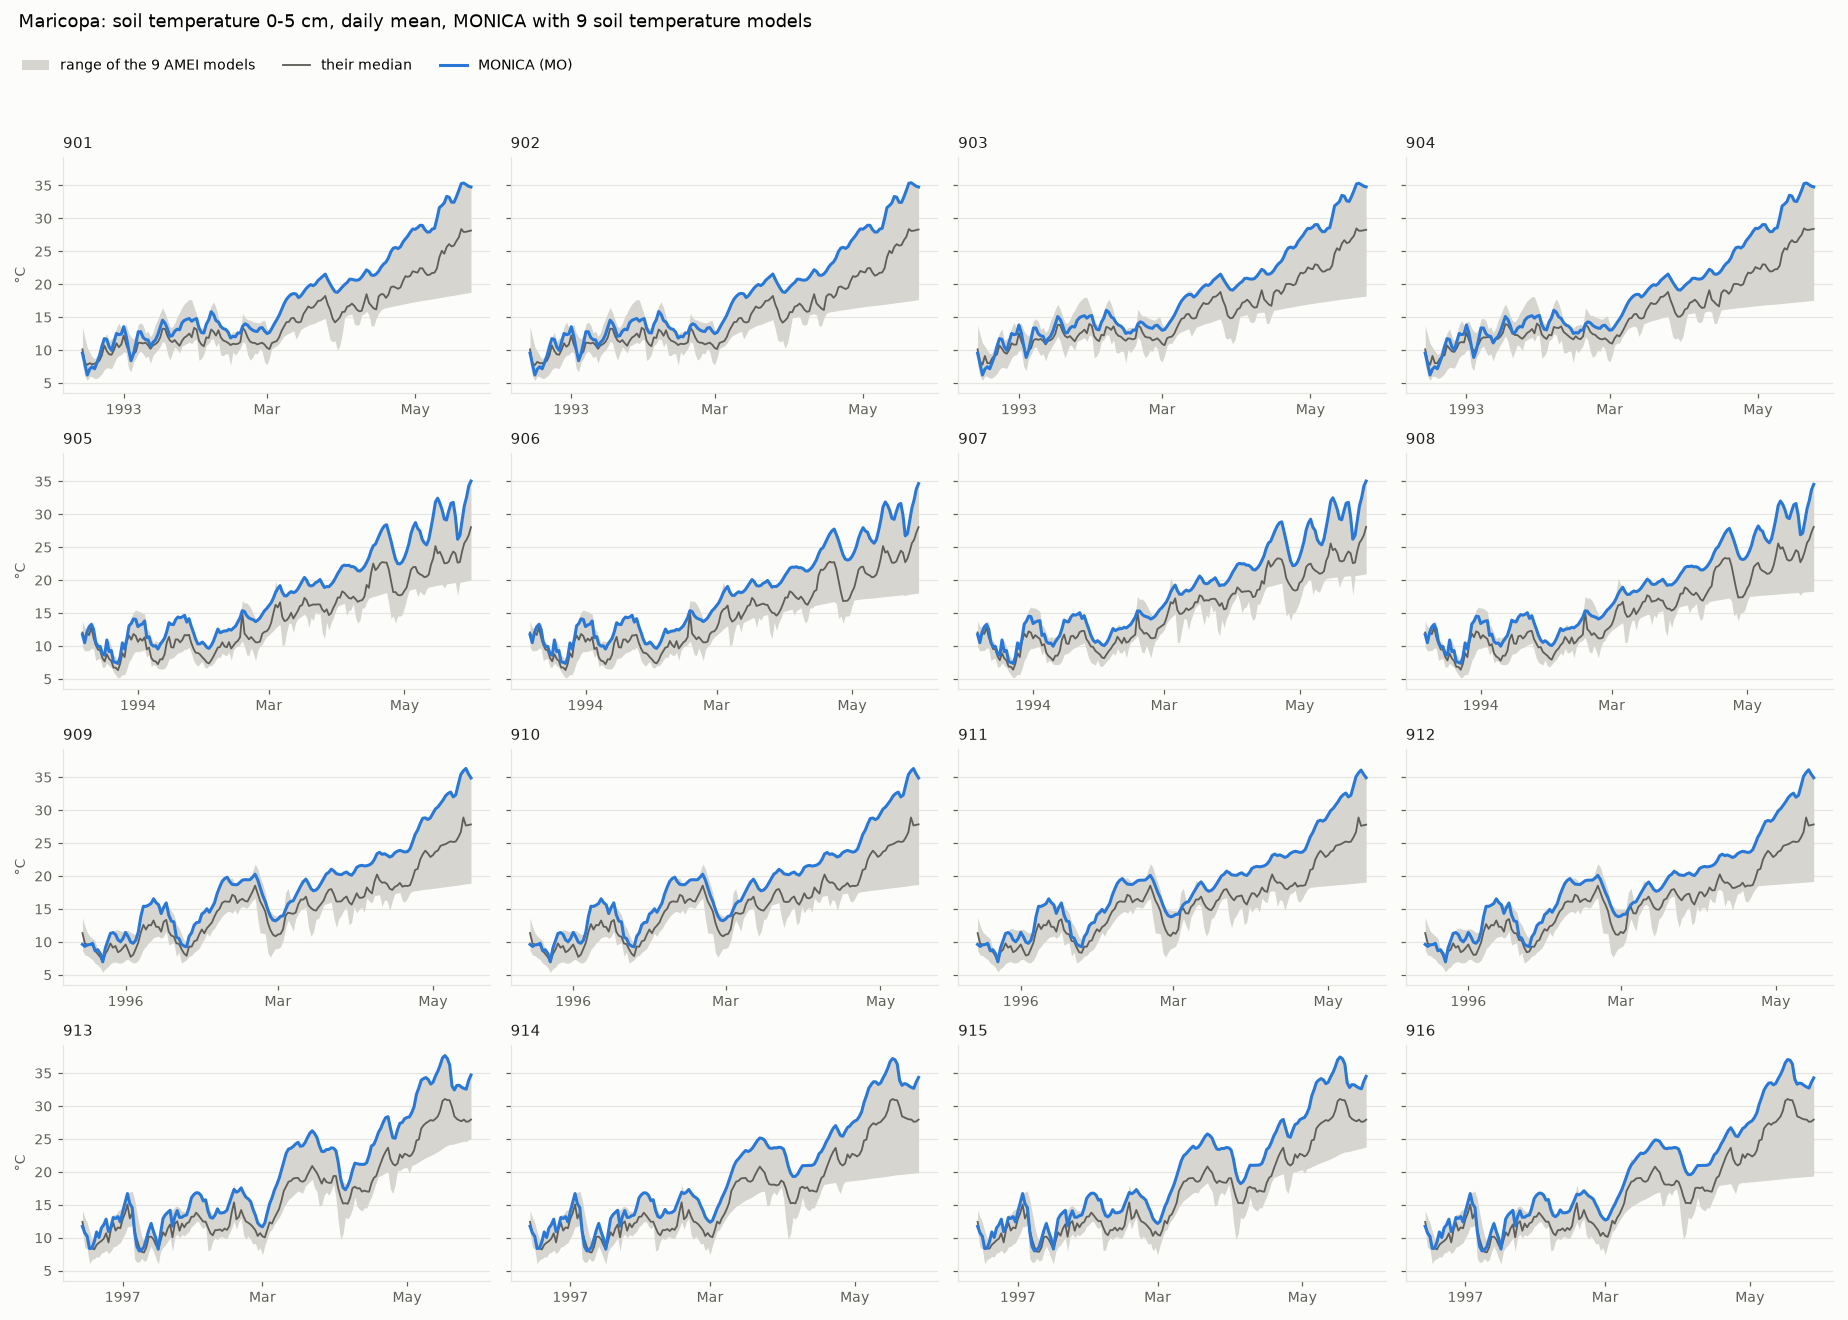 Maricopa: soil temperature 0-5 cm, daily mean, MONICA with 9 soil temperature models
range of the 9 AMEI models their median MONICA (MO)
901 902 903 904
35
30
25
20
15
10
5
°C
1993 Mar May 1993 Mar May 1993 Mar May 1993 Mar May
905 906 907 908
35
30
25
20
15
10
5
°C
1994 Mar May 1994 Mar May 1994 Mar May 1994 Mar May
909 910 911 912
35
30
25
20
15
10
5
°C
1996 Mar May 1996 Mar May 1996 Mar May 1996 Mar May
913 914 915 916
35
30
25
20
15
10
5
°C
1997 Mar May 1997 Mar May 1997 Mar May 1997 Mar May